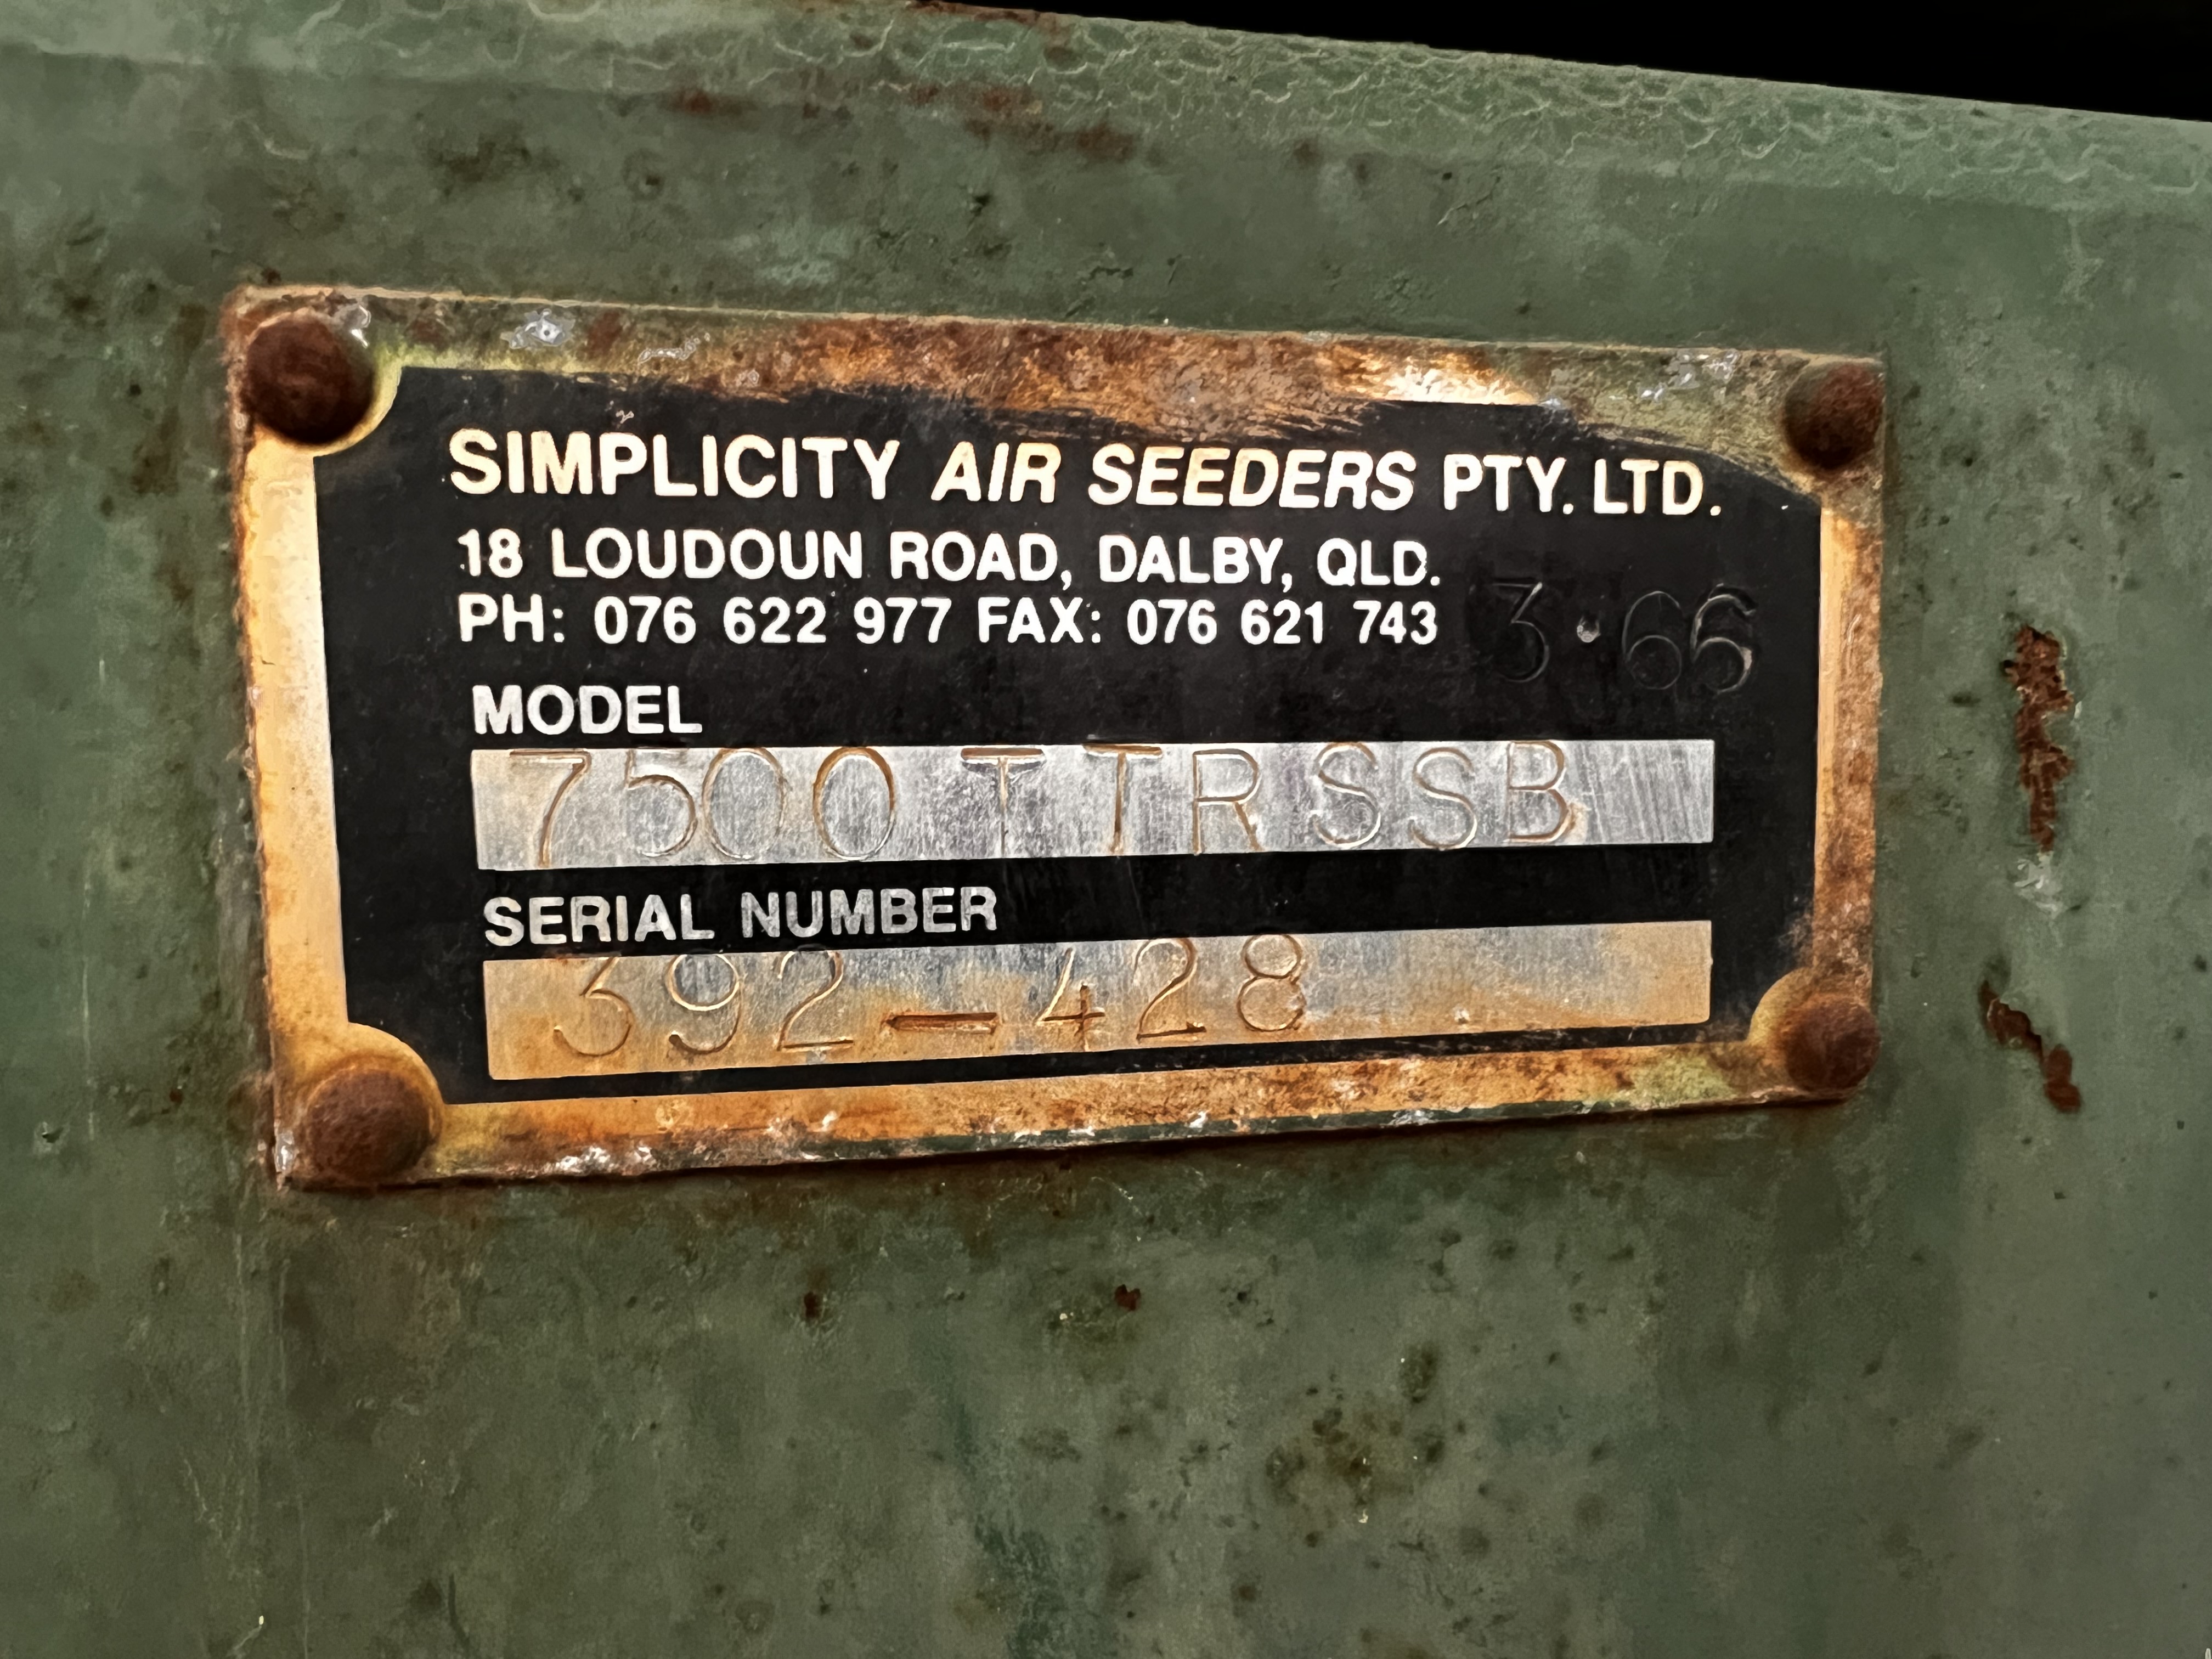 SIMPLICITY AIR SEEDERS PTY. LTD.
18 LOUDOUN ROAD, DALBY, QLD.
PH: 076 622 977 FAX: 076 621 743
3.66
MODEL
7500 TTRSSB
SERIAL NUMBER
392-428